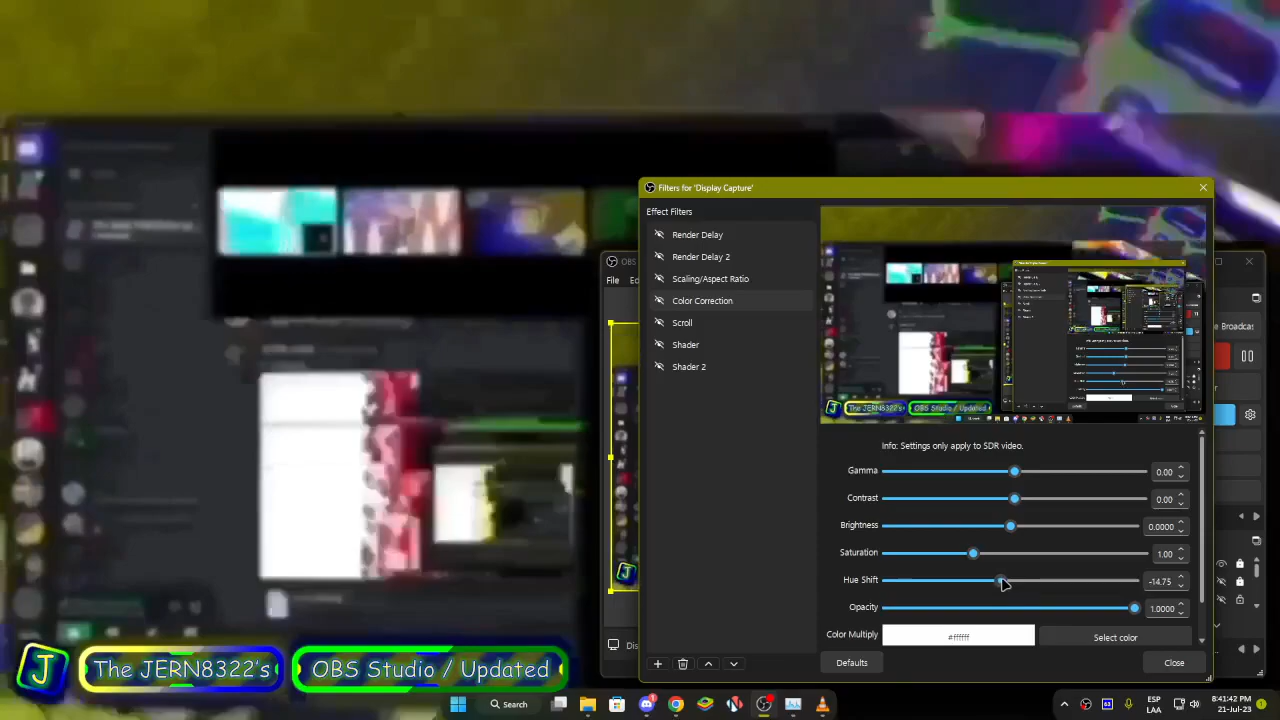 Filters for 'Display Capture'
Effect Filters
Render Delay
Render Delay 2
Scaling/Aspect Ratio
Color Correction
Scroll
Shader
Shader 2
OBS
File
e Broadcas
Info: Settings only apply to SDR video.
Gamma
0.00
Contrast
0.00
Brightness
0.0000
Saturation
1.00
Hue Shift
-14.75
Opacity
1.0000
Color Multiply
#ffffff
Select color
Defaults
Close
J
The JERN8322's
OBS Studio / Updated
Search
ESP
LAA
8:41:42 PM
21-Jul-23